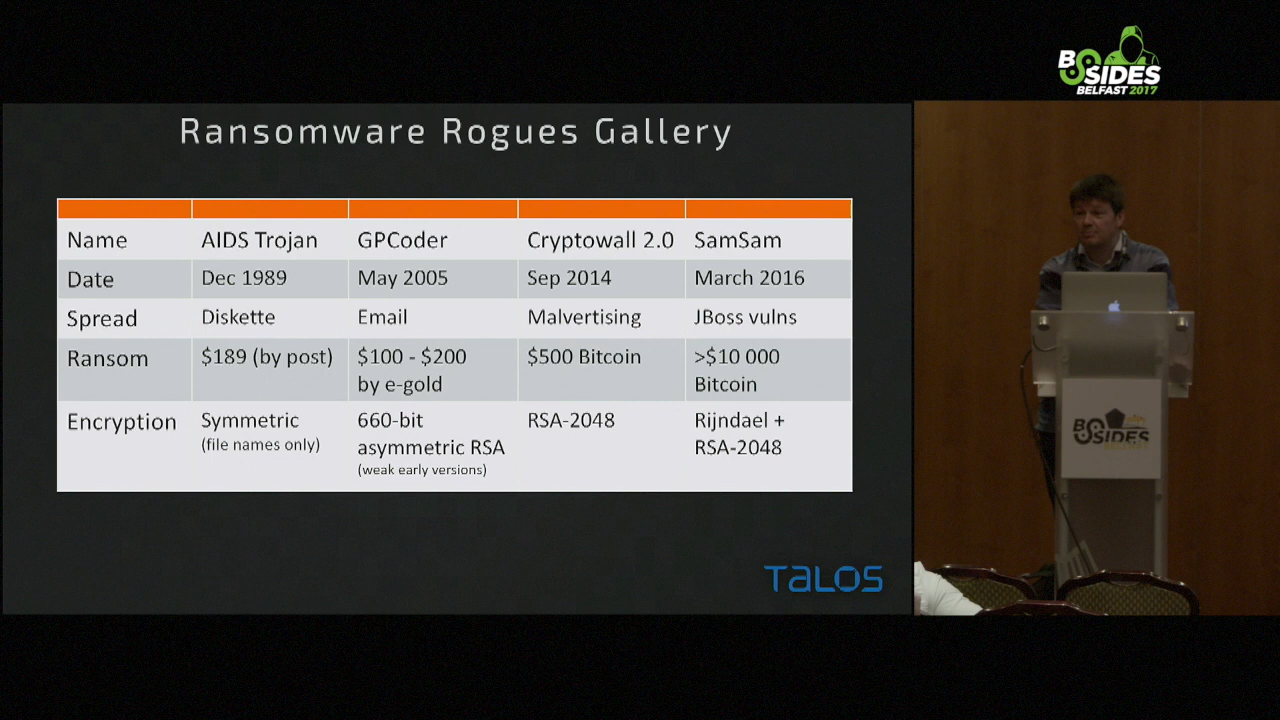 BSIDES
BELFAST 2017
Ransomware Rogues Gallery
Name AIDS Trojan GPCoder Cryptowall 2.0 SamSam
Date Dec 1989 May 2005 Sep 2014 March 2016
Spread Diskette Email Malvertising JBoss vulns
Ransom $189 (by post) $100 - $200 $500 Bitcoin >$10 000
by e-gold Bitcoin
Encryption Symmetric 660-bit RSA-2048 Rijndael +
(file names only) asymmetric RSA RSA-2048
(weak early versions)
TALOS
BSIDES